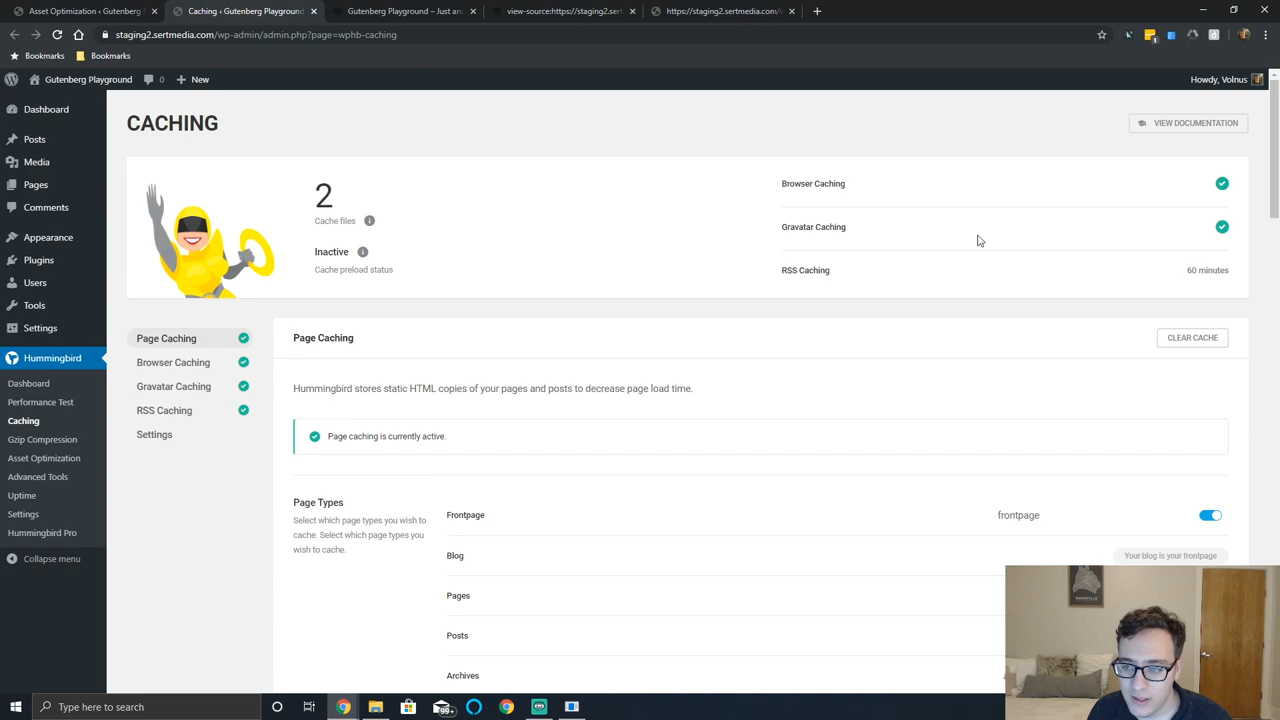 Asset Optimization ‹ Gutenberg P
Caching ‹ Gutenberg Playground
Gutenberg Playground – Just an
view-source:https://staging2.sert
https://staging2.sertmedia.com/w
staging2.sertmedia.com/wp-admin/admin.php?page=wphb-caching
Bookmarks
Bookmarks
Gutenberg Playground
0
New
Howdy, Volnus
Dashboard
Posts
Media
Pages
Comments
Appearance
Plugins
Users
Tools
Settings
Hummingbird
Dashboard
Performance Test
Caching
Gzip Compression
Asset Optimization
Advanced Tools
Uptime
Settings
Hummingbird Pro
Collapse menu
CACHING
VIEW DOCUMENTATION
2
Cache files
Inactive
Cache preload status
Browser Caching
Gravatar Caching
RSS Caching
60 minutes
Page Caching
Browser Caching
Gravatar Caching
RSS Caching
Settings
Page Caching
CLEAR CACHE
Hummingbird stores static HTML copies of your pages and posts to decrease page load time.
Page caching is currently active.
Page Types
Select which page types you wish to
cache. Select which page types you
wish to cache.
Frontpage
frontpage
Blog
Your blog is your frontpage
Pages
Posts
Archives
Type here to search
99+